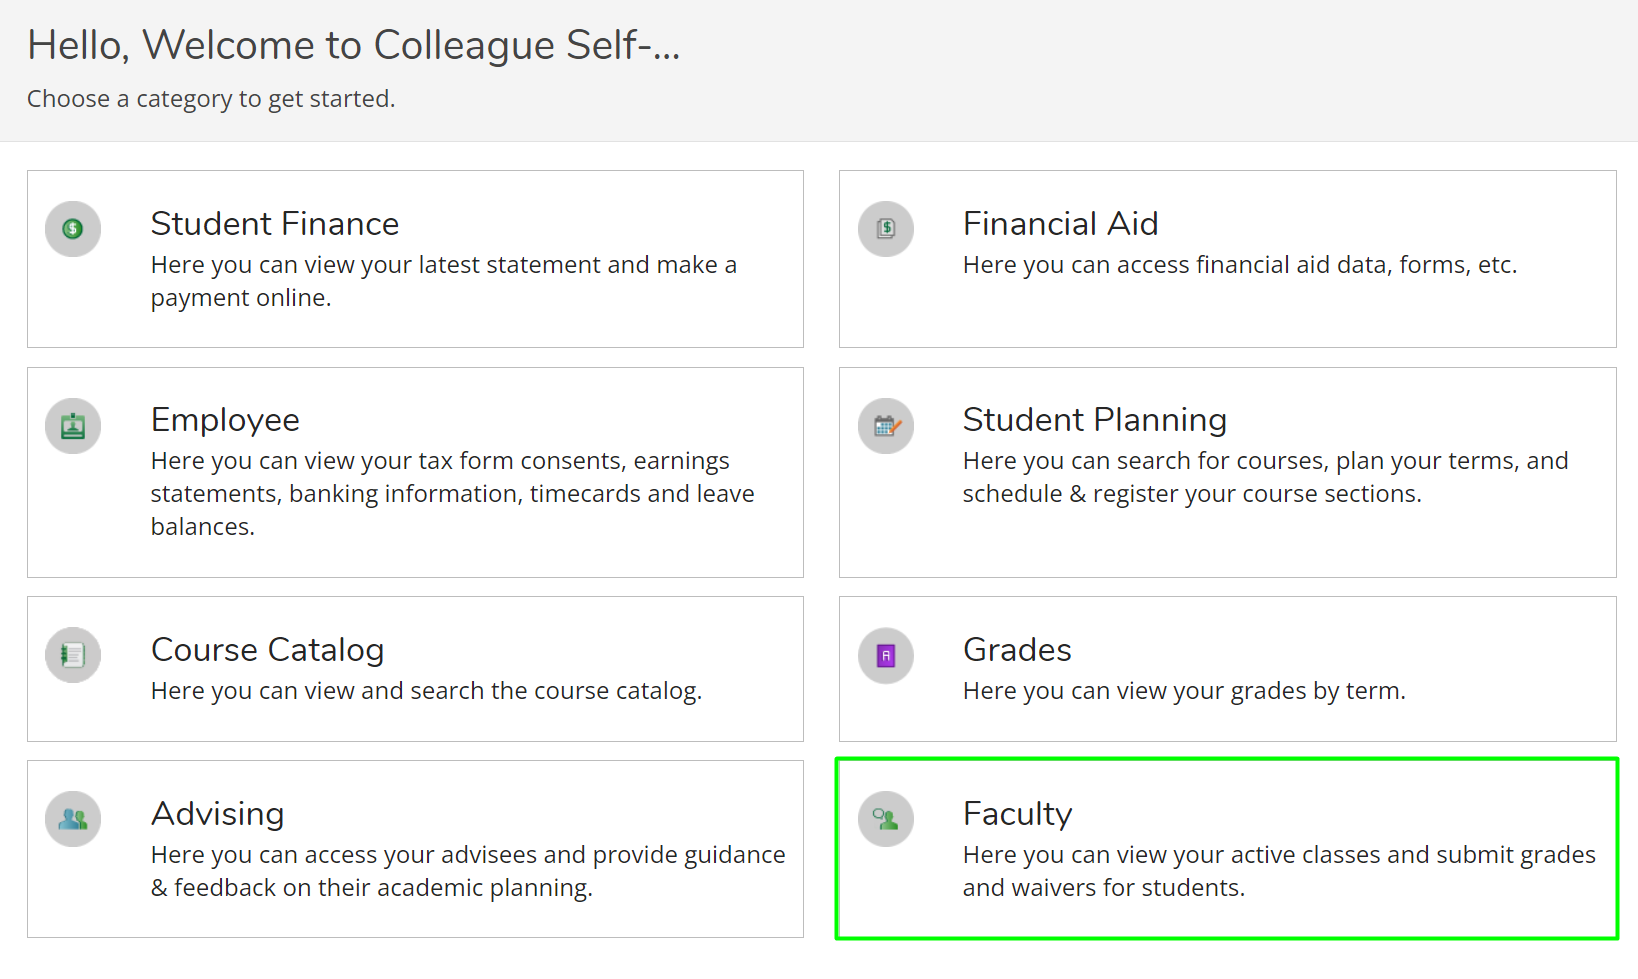 Hello, Welcome to Colleague Self-...
Choose a category to get started.
Student Finance
Here you can view your latest statement and make a
payment online.
Financial Aid
Here you can access financial aid data, forms, etc.
Employee
Here you can view your tax form consents, earnings
statements, banking information, timecards and leave
balances.
Student Planning
Here you can search for courses, plan your terms, and
schedule & register your course sections.
Course Catalog
Here you can view and search the course catalog.
Grades
Here you can view your grades by term.
Advising
Here you can access your advisees and provide guidance
& feedback on their academic planning.
Faculty
Here you can view your active classes and submit grades
and waivers for students.